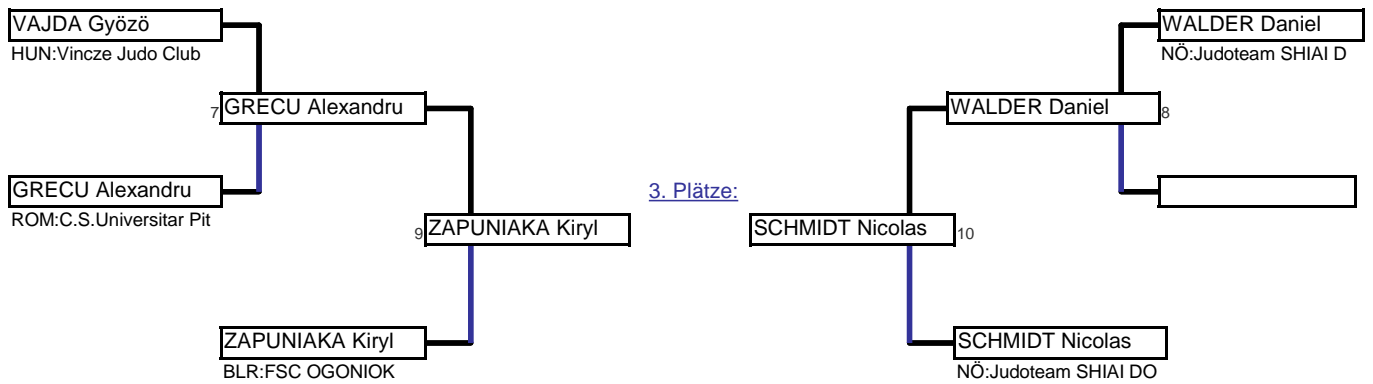 VAJDA Gyözö
HUN:Vincze Judo Club
7 GRECU Alexandru
GRECU Alexandru
ROM:C.S.Universitar Pit
9 ZAPUNIAKA Kiryl
ZAPUNIAKA Kiryl
BLR:FSC OGONIOK
3. Plätze:
WALDER Daniel
NÖ:Judoteam SHIAI D
WALDER Daniel 8
SCHMIDT Nicolas 10
SCHMIDT Nicolas
NÖ:Judoteam SHIAI DO